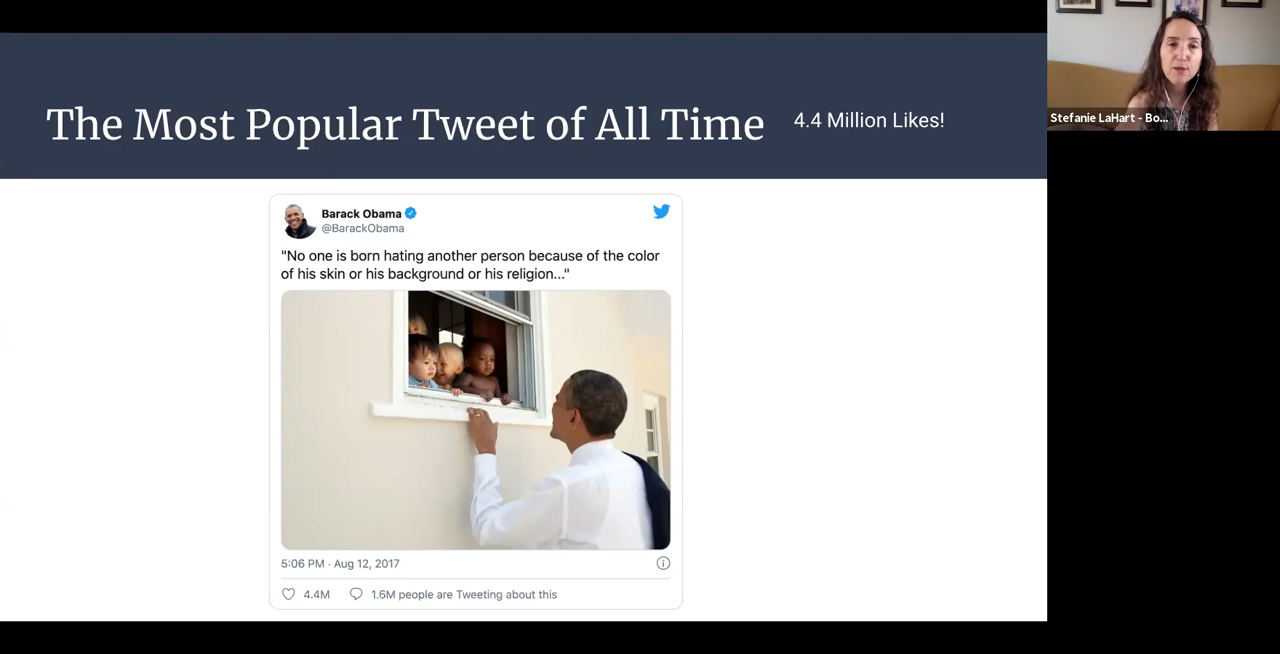 The Most Popular Tweet of All Time
4.4 Million Likes!
Stefanie LaHart - Bo...
Barack Obama
@BarackObama
"No one is born hating another person because of the color
of his skin or his background or his religion..."
5:06 PM · Aug 12, 2017
4.4M
1.6M people are Tweeting about this